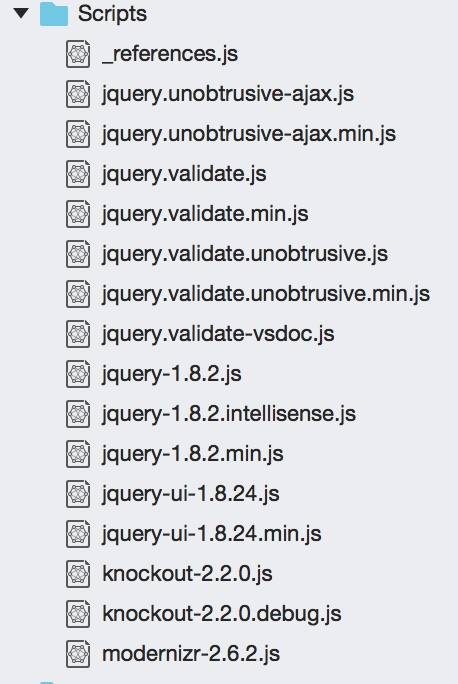 Scripts
_references.js
jquery.unobtrusive-ajax.js
jquery.unobtrusive-ajax.min.js
jquery.validate.js
jquery.validate.min.js
jquery.validate.unobtrusive.js
jquery.validate.unobtrusive.min.js
jquery.validate-vsdoc.js
jquery-1.8.2.js
jquery-1.8.2.intellisense.js
jquery-1.8.2.min.js
jquery-ui-1.8.24.js
jquery-ui-1.8.24.min.js
knockout-2.2.0.js
knockout-2.2.0.debug.js
modernizr-2.6.2.js